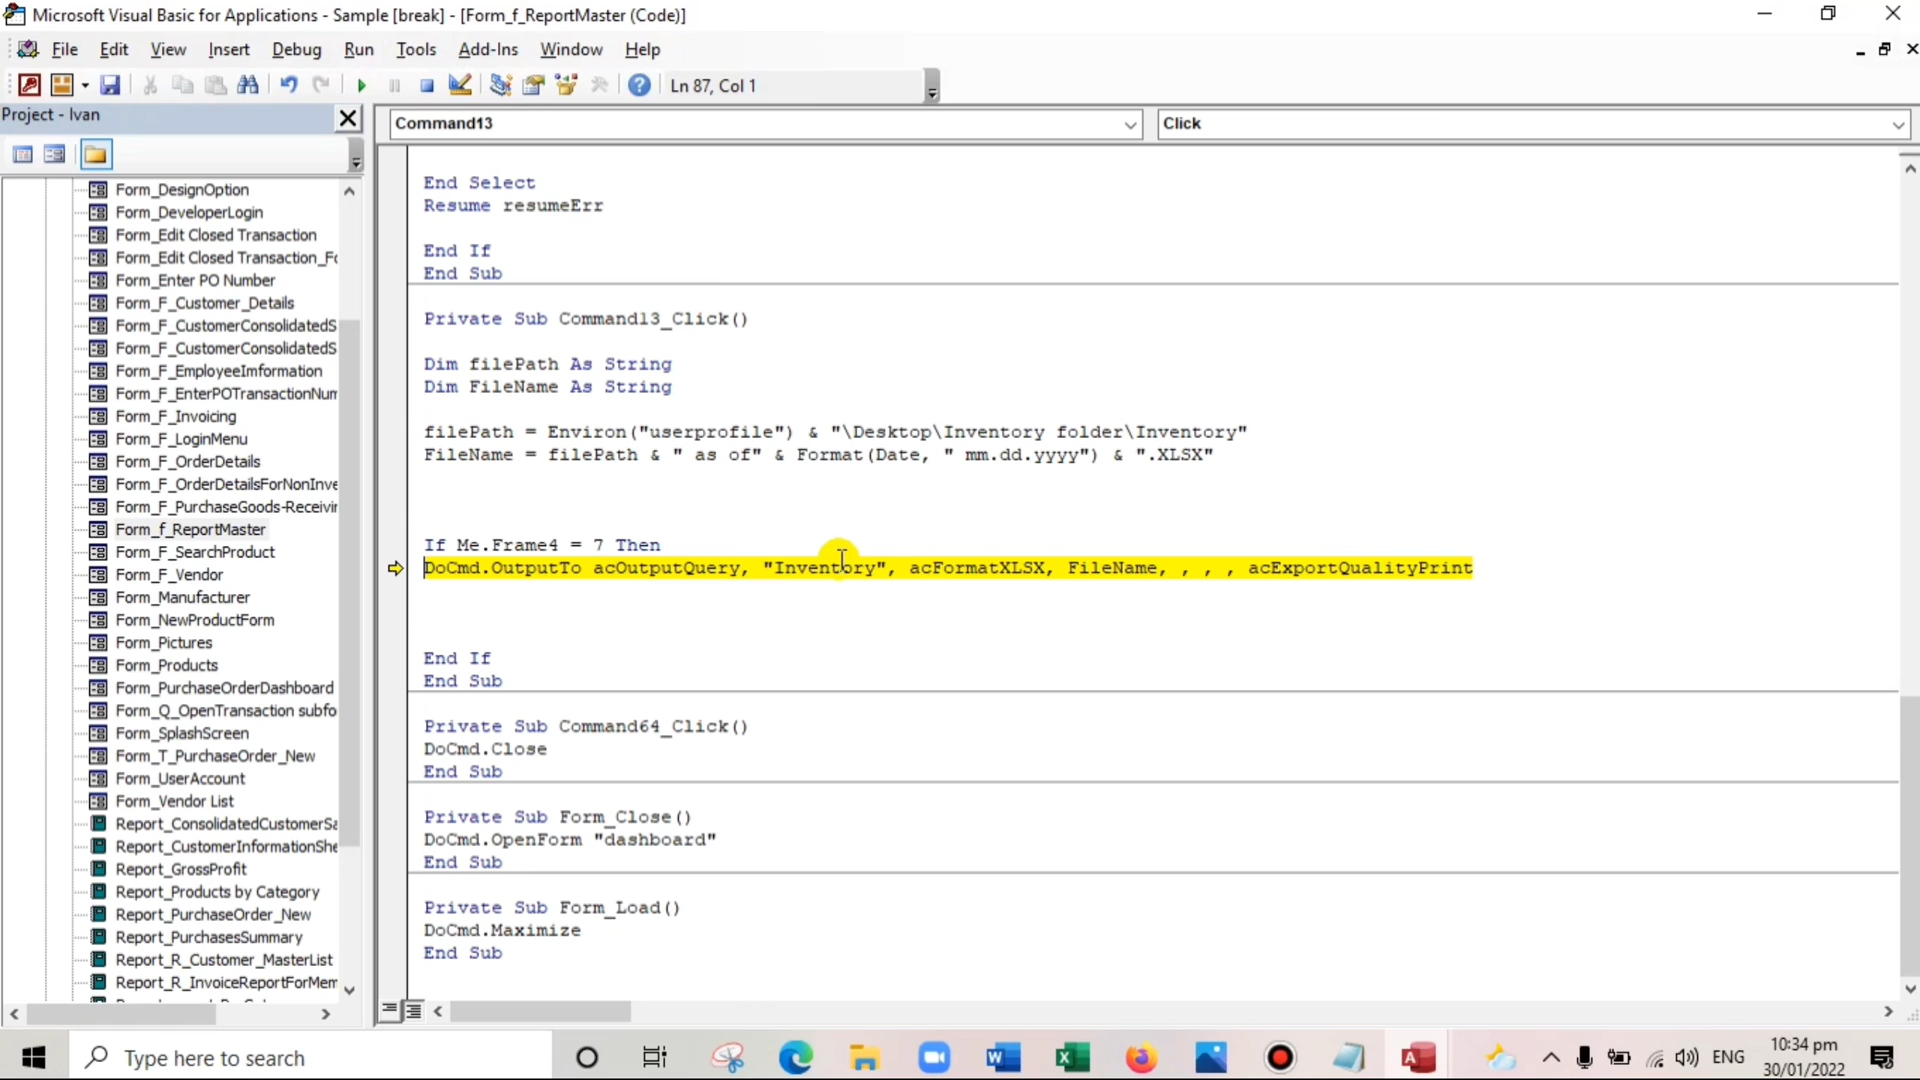 Microsoft Visual Basic for Applications - Sample [break] - [Form_f_ReportMaster (Code)]
File Edit View Insert Debug Run Tools Add-Ins Window Help
Ln 87, Col 1
Project - Ivan
Form_DesignOption
Form_DeveloperLogin
Form_Edit Closed Transaction
Form_Edit Closed Transaction_Fo
Form_Enter PO Number
Form_F_Customer_Details
Form_F_CustomerConsolidatedS
Form_F_CustomerConsolidatedS
Form_F_EmployeeImformation
Form_F_EnterPOTransactionNum
Form_F_Invoicing
Form_F_LoginMenu
Form_F_OrderDetails
Form_F_OrderDetailsForNonInve
Form_F_PurchaseGoods-Receivin
Form_f_ReportMaster
Form_F_SearchProduct
Form_F_Vendor
Form_Manufacturer
Form_NewProductForm
Form_Pictures
Form_Products
Form_PurchaseOrderDashboard
Form_Q_OpenTransaction subfo
Form_SplashScreen
Form_T_PurchaseOrder_New
Form_UserAccount
Form_Vendor List
Report_ConsolidatedCustomerSa
Report_CustomerInformationShe
Report_GrossProfit
Report_Products by Category
Report_PurchaseOrder_New
Report_PurchasesSummary
Report_R_Customer_MasterList
Report_R_InvoiceReportForMem
Command13
Click
End Select
Resume resumeErr
End If
End Sub
Private Sub Command13_Click()
Dim filePath As String
Dim FileName As String
filePath = Environ("userprofile") & "\Desktop\Inventory folder\Inventory"
FileName = filePath & " as of" & Format(Date, " mm.dd.yyyy") & ".XLSX"
If Me.Frame4 = 7 Then
DoCmd.OutputTo acOutputQuery, "Inventory", acFormatXLSX, FileName, , , , acExportQualityPrint
End If
End Sub
Private Sub Command64_Click()
DoCmd.Close
End Sub
Private Sub Form_Close()
DoCmd.OpenForm "dashboard"
End Sub
Private Sub Form_Load()
DoCmd.Maximize
End Sub
Type here to search
ENG
10:34 pm
30/01/2022